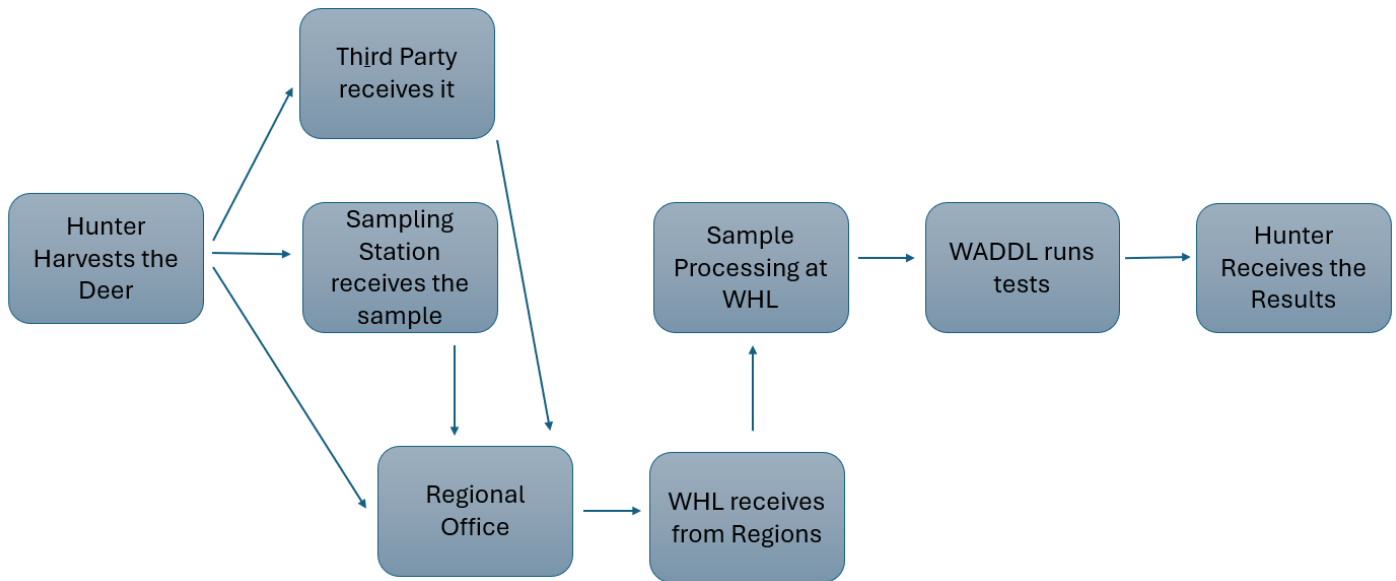 Third Party
receives it
Hunter
Harvests the
Deer
Sampling
Station
receives the
sample
Sample
Processing at
WHL
WADDL runs
tests
Hunter
Receives the
Results
Regional
Office
WHL receives
from Regions